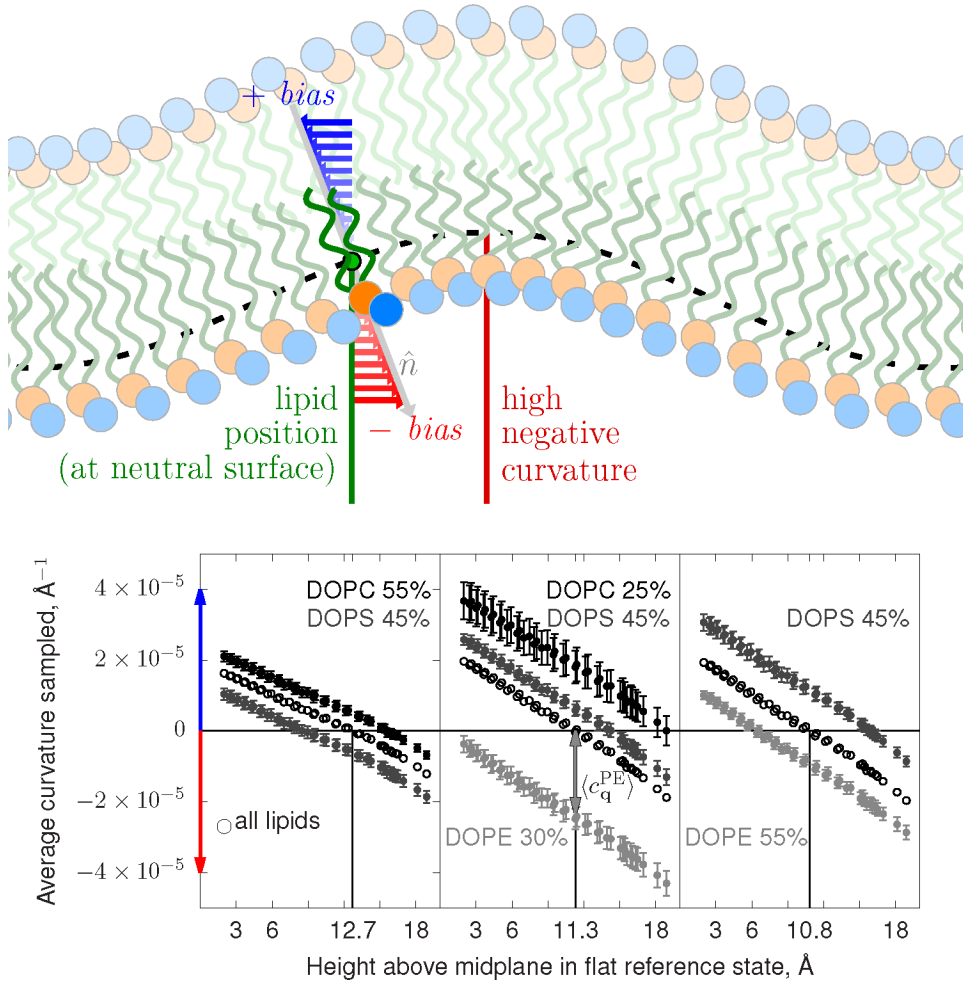 + bias
n̂
lipid
position
(at neutral surface)
− bias
high
negative
curvature
Average curvature sampled, Å⁻¹
4 × 10⁻⁵
2 × 10⁻⁵
0
−2 × 10⁻⁵
−4 × 10⁻⁵
DOPC 55%
DOPS 45%
all lipids
DOPC 25%
DOPS 45%
⟨c_q^PE⟩
DOPE 30%
DOPS 45%
DOPE 55%
3 6 12.7 18 3 6 11.3 18 3 6 10.8 18
Height above midplane in flat reference state, Å